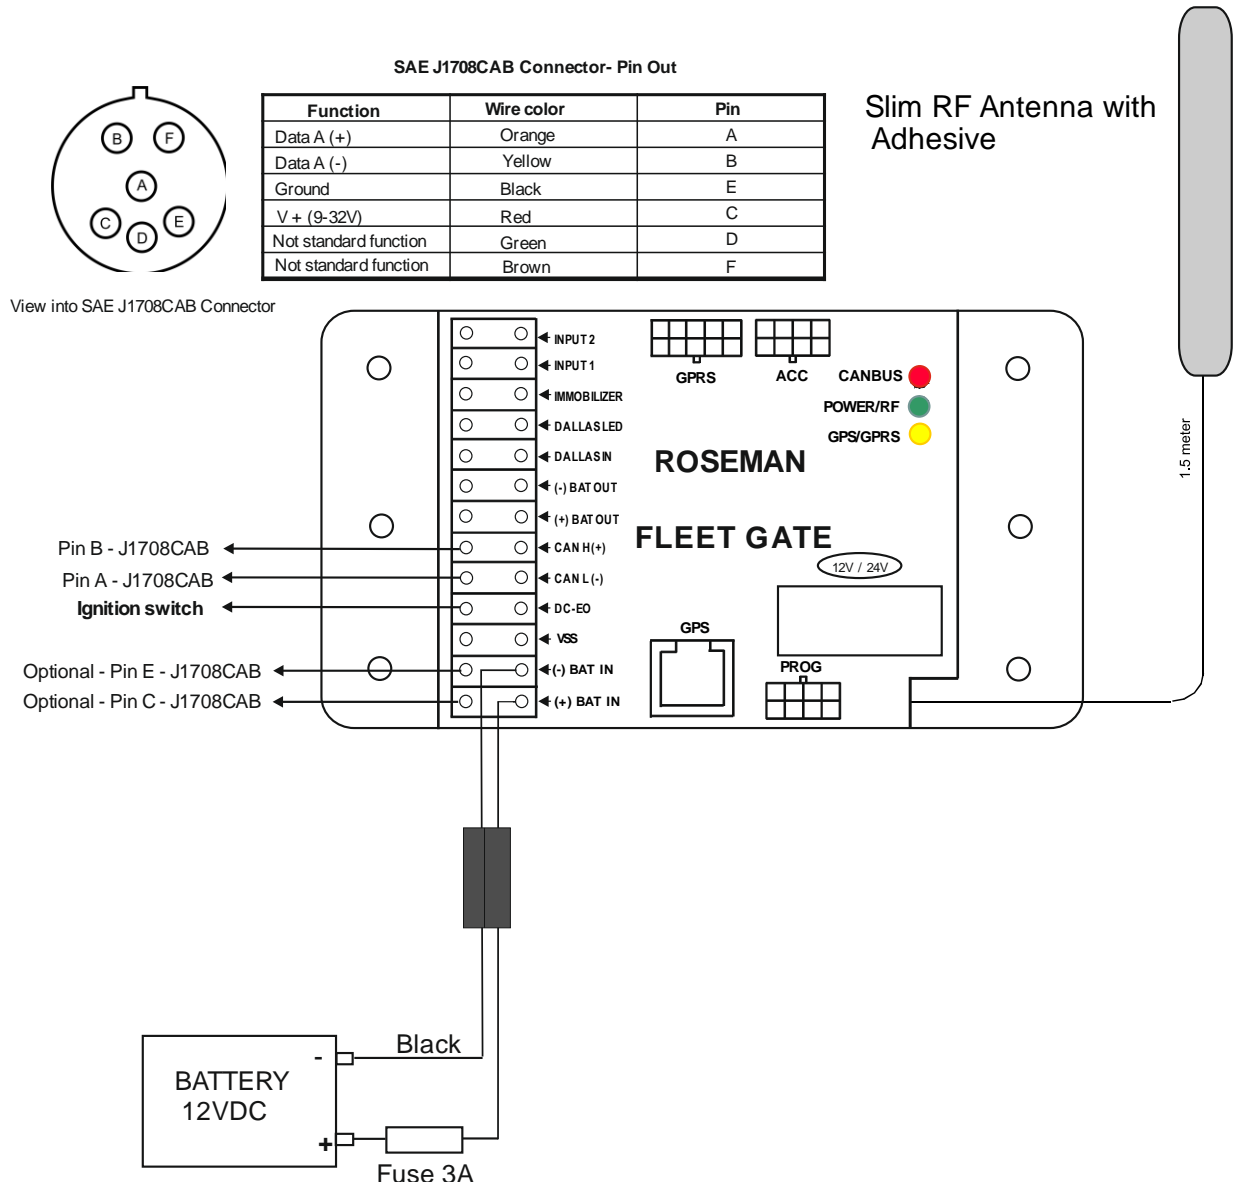 SAE J1708CAB Connector- Pin Out
Function Wire color Pin
Data A (+) Orange A
Data A (-) Yellow B
Ground Black E
V + (9-32V) Red C
Not standard function Green D
Not standard function Brown F
Slim RF Antenna with
Adhesive
B F
A
C E
D
View into SAE J1708CAB Connector
INPUT 2
INPUT 1
IMMOBILIZER
DALLAS LED
DALLAS IN
(-) BAT OUT
(+) BAT OUT
CAN H(+)
CAN L (-)
DC-EO
VSS
(-) BAT IN
(+) BAT IN
GPRS
ACC
CANBUS
POWER/RF
GPS/GPRS
ROSEMAN
FLEET GATE
12V / 24V
GPS
PROG
1.5 meter
Pin B - J1708CAB
Pin A - J1708CAB
Ignition switch
Optional - Pin E - J1708CAB
Optional - Pin C - J1708CAB
Black
-
BATTERY
12VDC
+
Fuse 3A